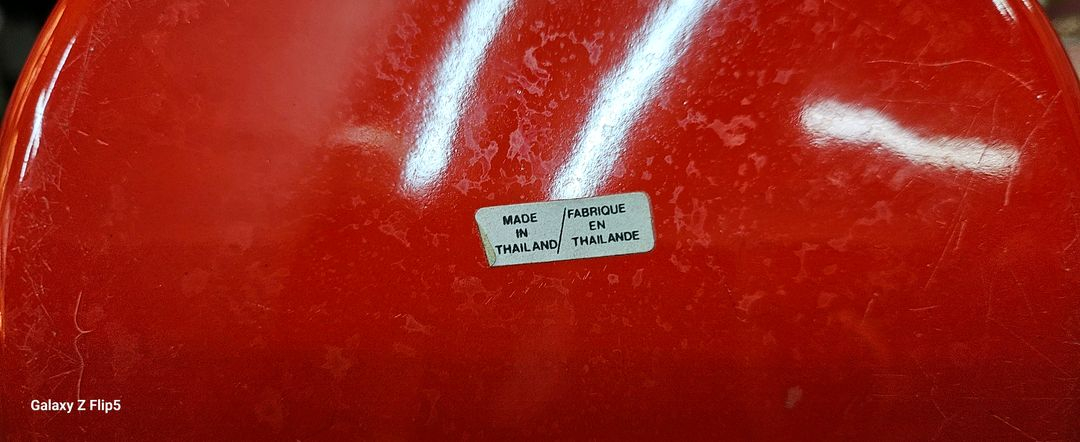 MADE
IN
THAILAND/
FABRIQUE
EN
THAILANDE
Galaxy Z Flip5